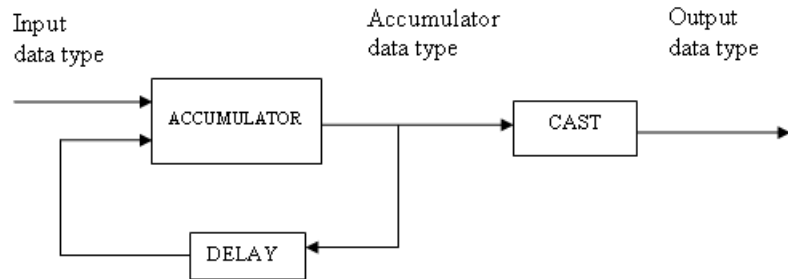 Input
data type
Accumulator
data type
Output
data type
ACCUMULATOR
CAST
DELAY